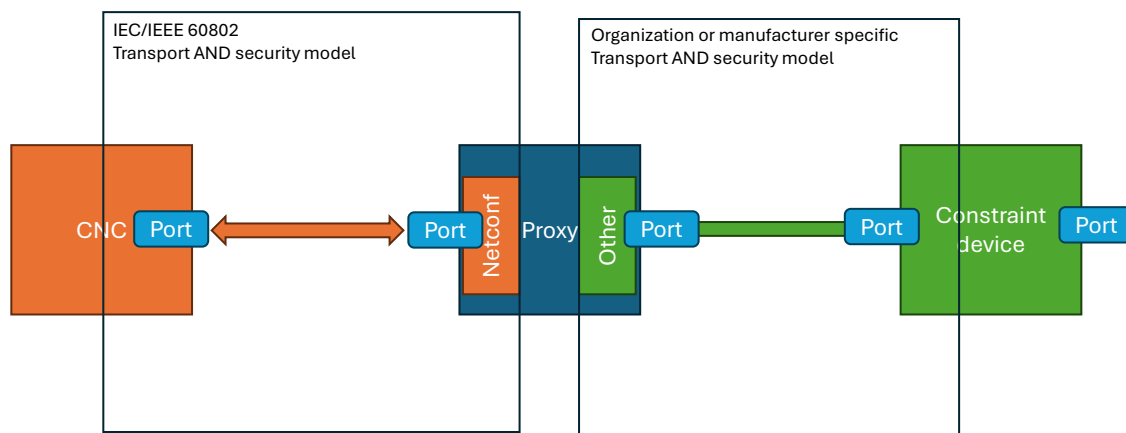 IEC/IEEE 60802
Transport AND security model
Organization or manufacturer specific
Transport AND security model
CNC
Port
Port
Netconf
Proxy
Other
Port
Port
Constraint
device
Port